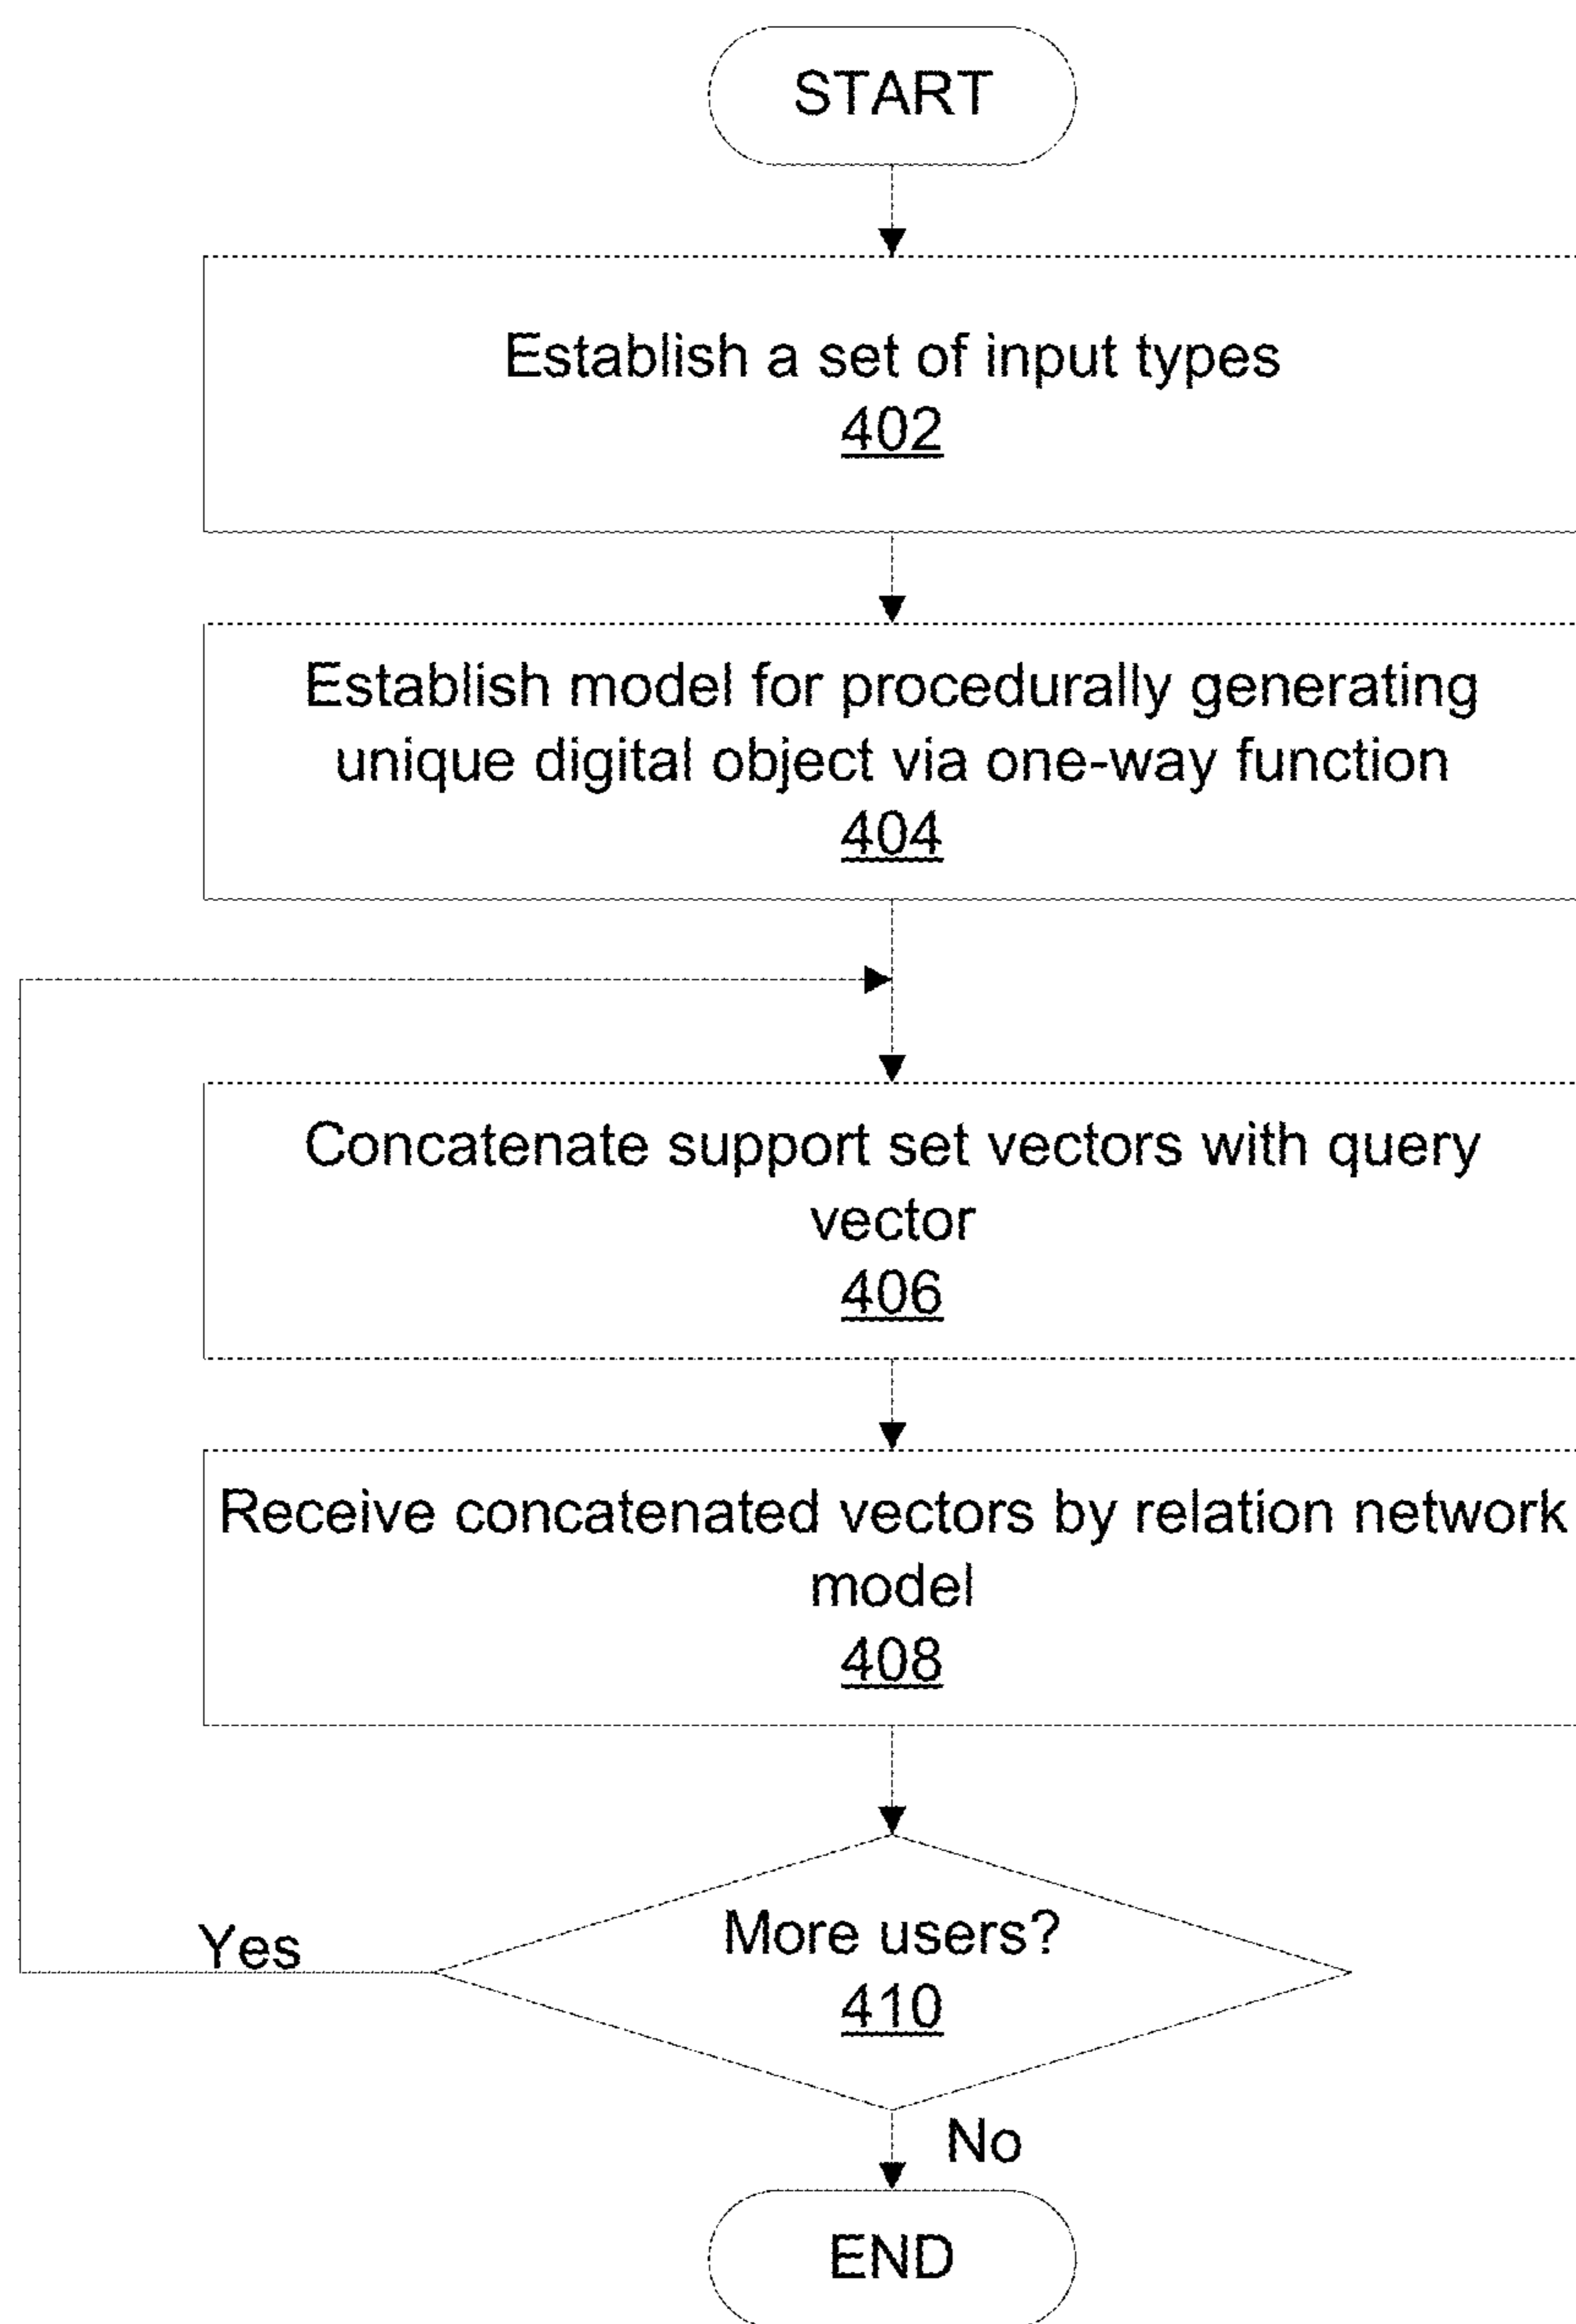 START
Establish a set of input types
402
Establish model for procedurally generating
unique digital object via one-way function
404
Concatenate support set vectors with query
vector
406
Receive concatenated vectors by relation network
model
408
More users?
410
Yes
No
END